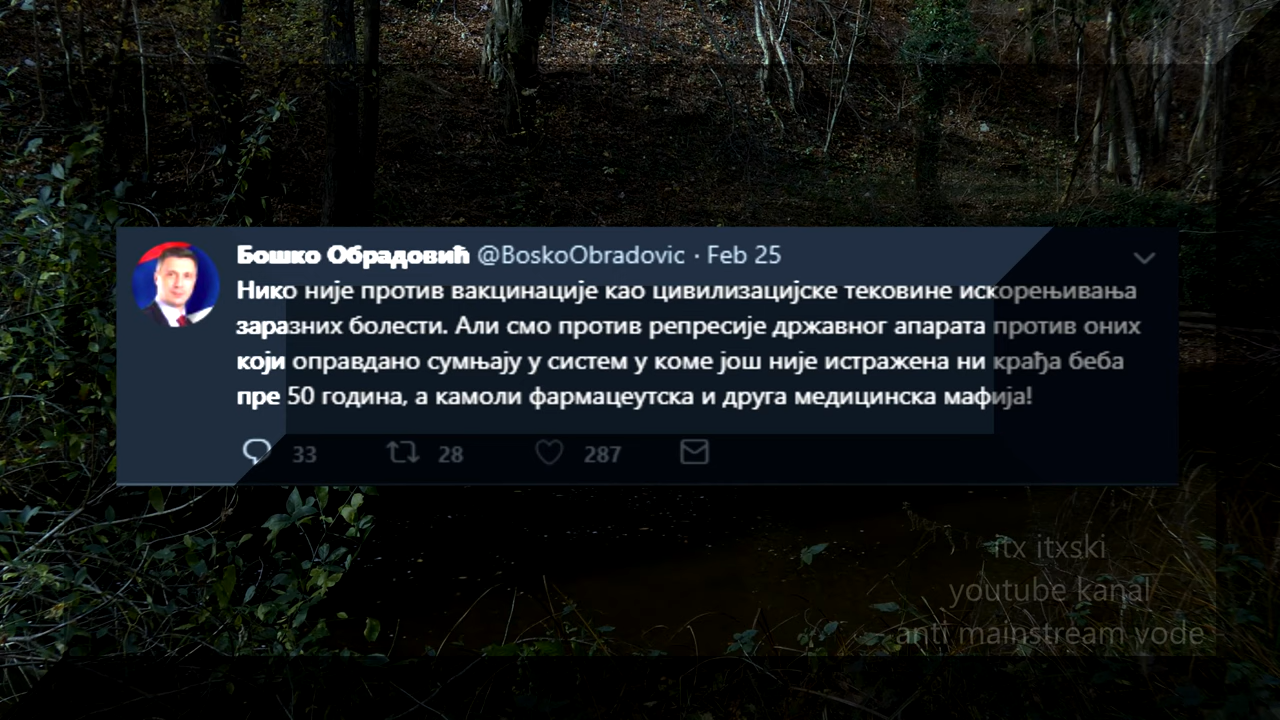 Бошко Обрадовић @BoskoObradovic · Feb 25
Нико није против вакцинације као цивилизацијске тековине искорењивања
заразних болести. Али смо против репресије државног апарата против оних
који оправдано сумњају у систем у коме још није истражена ни крађа беба
пре 50 година, а камоли фармацеутска и друга медицинска мафија!
33 28 287
itx itxski
youtube kanal
anti mainstream vode